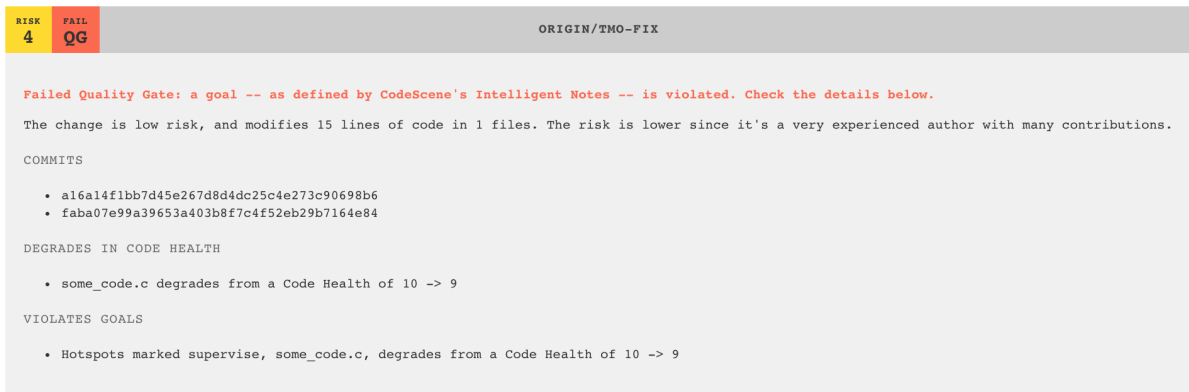 RISK
4
FAIL
QG
ORIGIN/TMO-FIX
Failed Quality Gate: a goal -- as defined by CodeScene's Intelligent Notes -- is violated. Check the details below.
The change is low risk, and modifies 15 lines of code in 1 files. The risk is lower since it's a very experienced author with many contributions.
COMMITS
• a16a14f1bb7d45e267d8d4dc25c4e273c90698b6
• faba07e99a39653a403b8f7c4f52eb29b7164e84
DEGRADES IN CODE HEALTH
• some_code.c degrades from a Code Health of 10 -> 9
VIOLATES GOALS
• Hotspots marked supervise, some_code.c, degrades from a Code Health of 10 -> 9